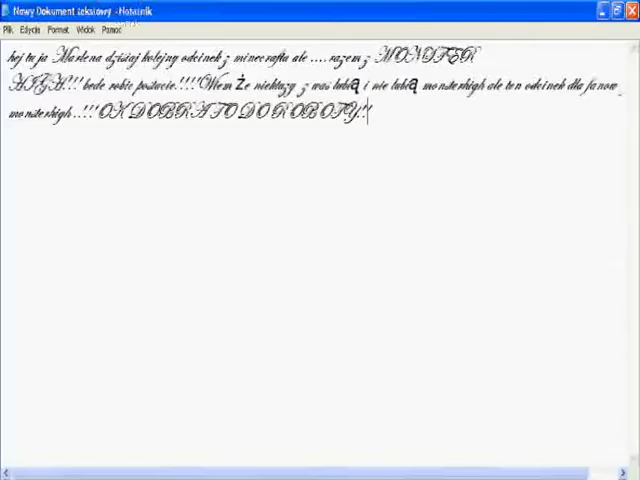 Nowy Dokument tekstowy - Notatnik
Plik Edycja Format Widok Pomoc
hej tu ja Marlena dzisiaj kolejny odcinek z minecrafta ale ....razem z MONDFER
HIGH!!! bede robic postacie.!!!! Wiem że niektuzy z was lubią i nie lubią monsterhigh ale ten odcinek dla fanow
monsterhigh ..!!! OK DOBRA TO DO ROBOTY!!